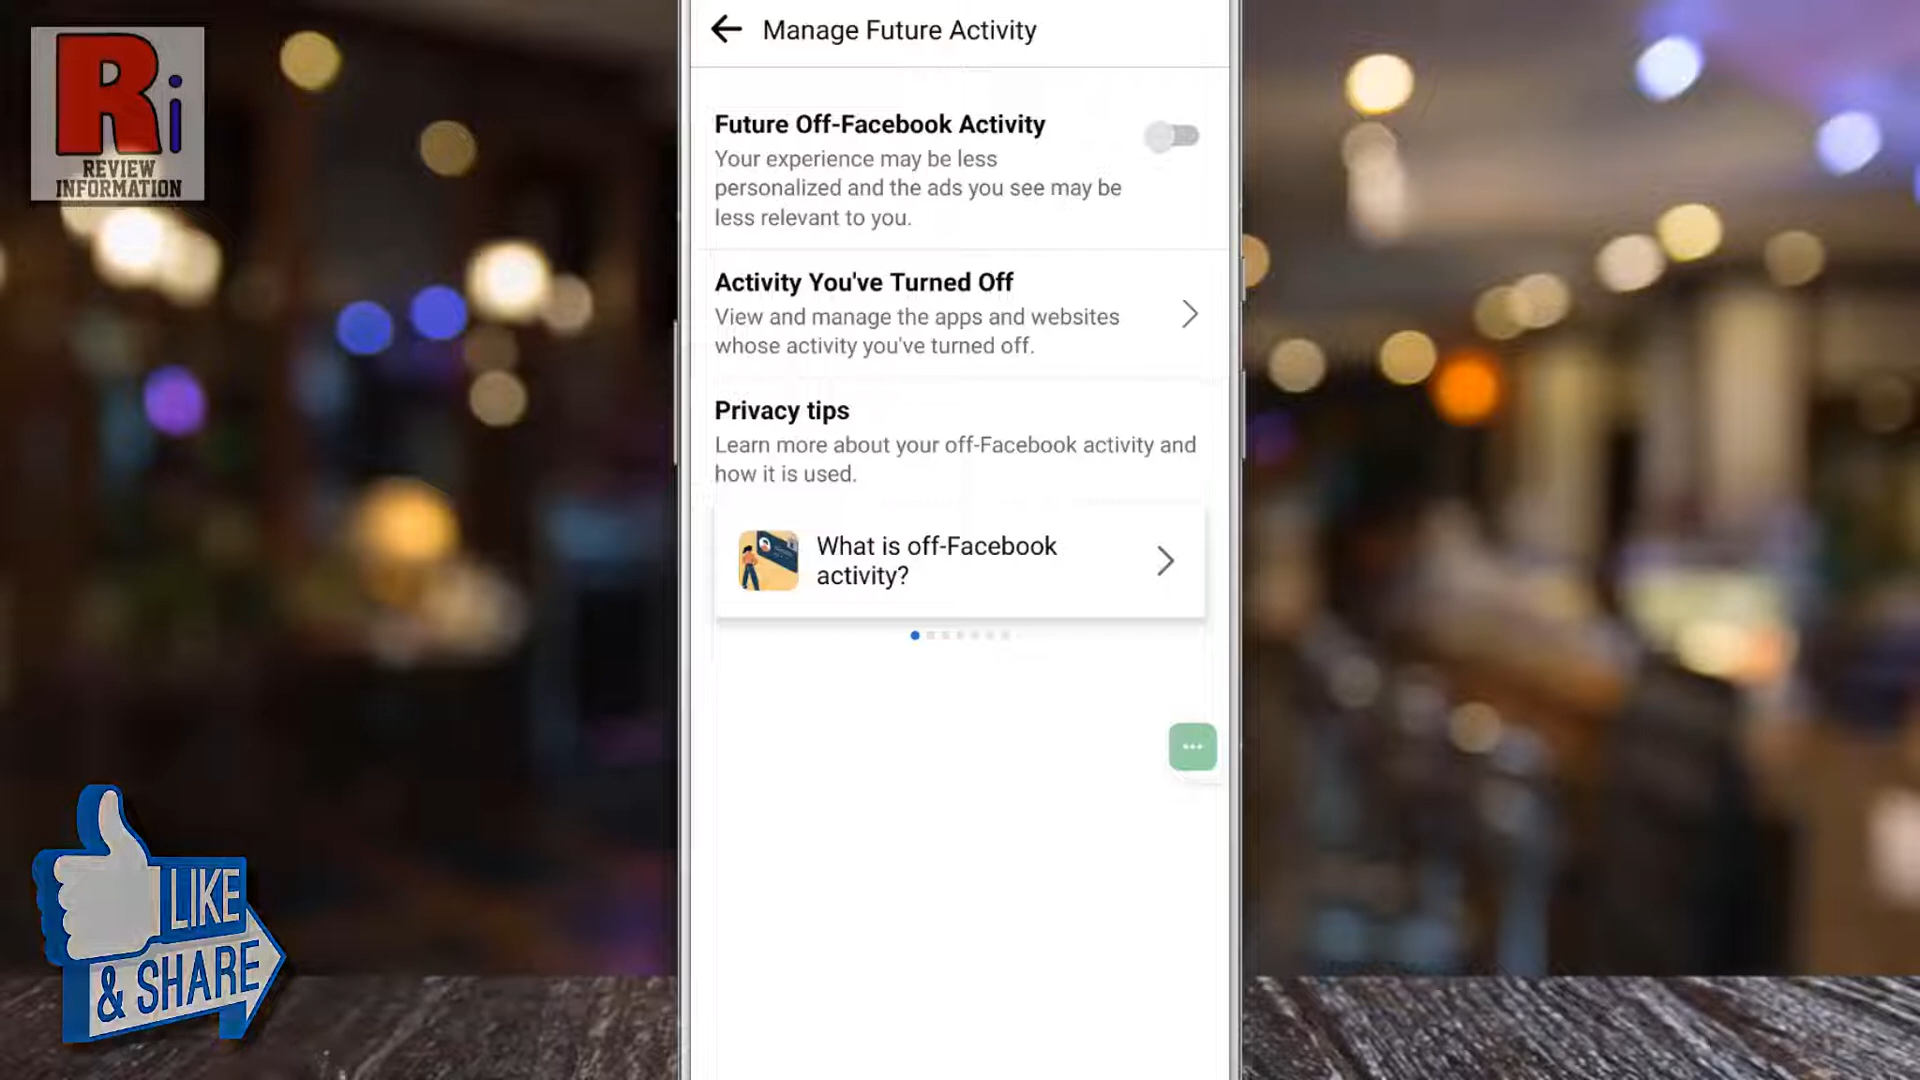 Ri
REVIEW
INFORMATION
Manage Future Activity
Future Off-Facebook Activity
Your experience may be less
personalized and the ads you see may be
less relevant to you.
Activity You've Turned Off
View and manage the apps and websites
whose activity you've turned off.
Privacy tips
Learn more about your off-Facebook activity and
how it is used.
What is off-Facebook
activity?
LIKE
& SHARE